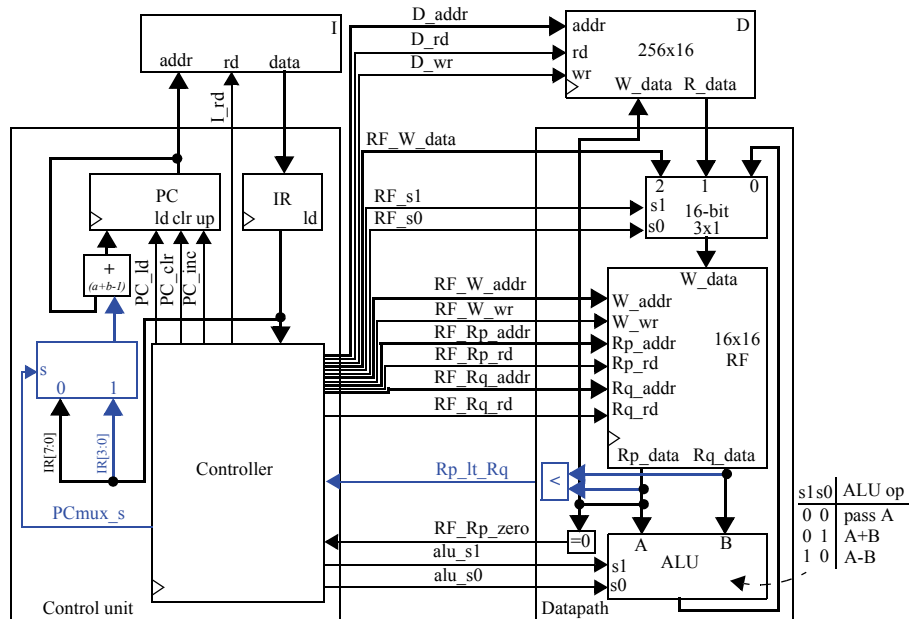 I
addr rd data
I_rd
D_addr
D_rd
D_wr
D
addr
rd
wr
256x16
W_data R_data
PC
ld clr up
IR
ld
+
(a+b-1)
PC_ld
PC_clr
PC_inc
s
0 1
IR[7:0]
IR[3:0]
PCmux_s
Controller
Control unit
RF_W_data
RF_s1
RF_s0
RF_W_addr
RF_W_wr
RF_Rp_addr
RF_Rp_rd
RF_Rq_addr
RF_Rq_rd
Rp_lt_Rq
RF_Rp_zero
alu_s1
alu_s0
2 1 0
s1
s0
16-bit
3x1
W_data
W_addr
W_wr
Rp_addr
Rp_rd
Rq_addr
Rq_rd
16x16
RF
Rp_data Rq_data
<
=0
A B
ALU
s1
s0
Datapath
s1 s0 ALU op
0 0 pass A
0 1 A+B
1 0 A-B